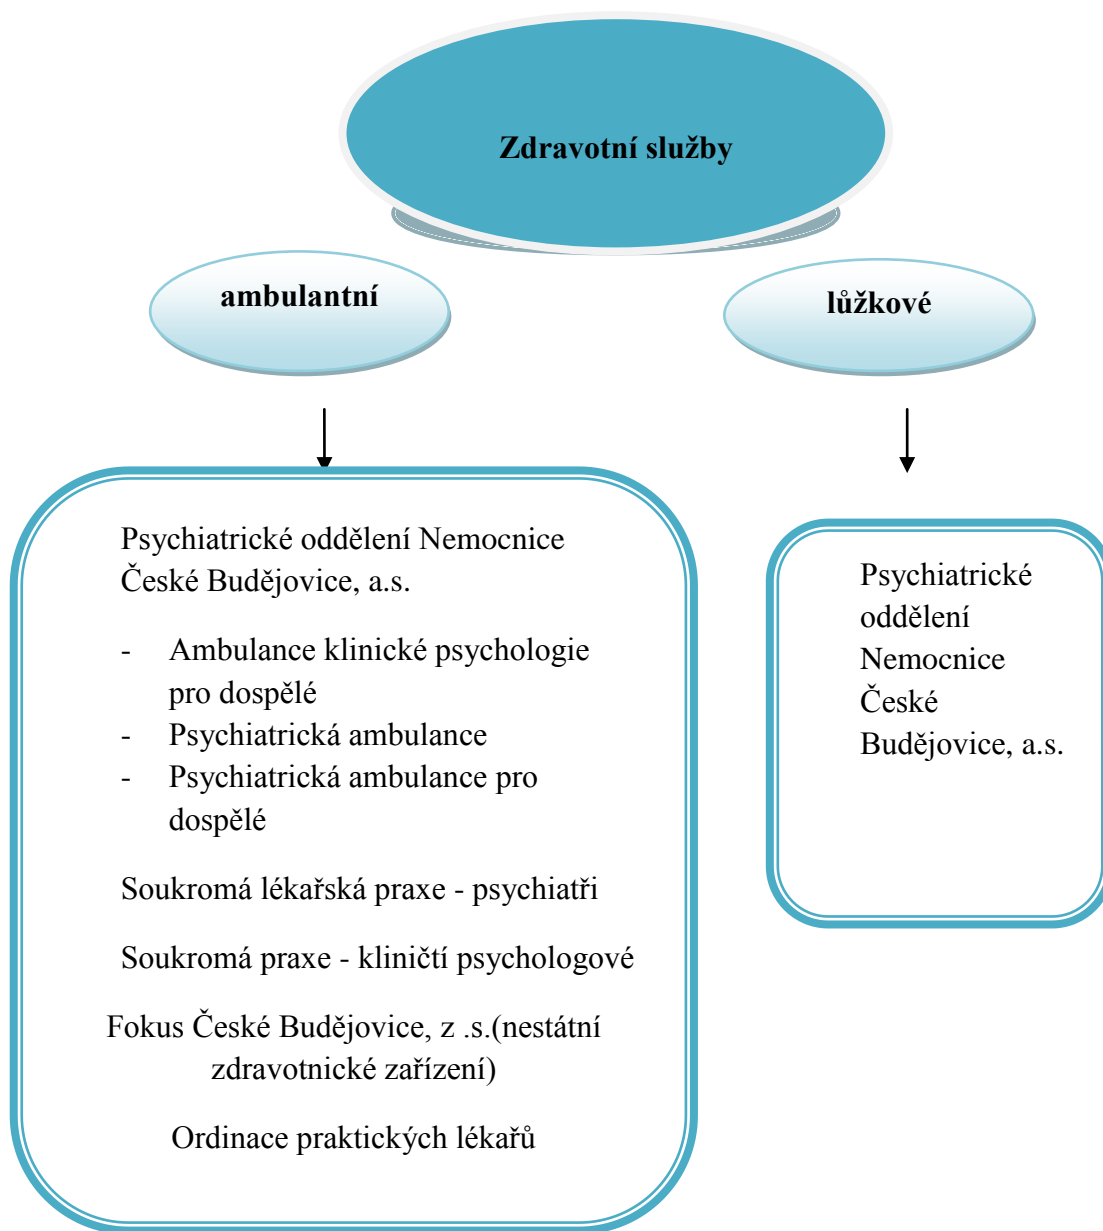 Zdravotní služby
ambulantní
lůžkové
Psychiatrické oddělení Nemocnice
České Budějovice, a.s.
- Ambulance klinické psychologie
pro dospělé
- Psychiatrická ambulance
- Psychiatrická ambulance pro
dospělé
Soukromá lékařská praxe - psychiatři
Soukromá praxe - kliničtí psychologové
Fokus České Budějovice, z .s.(nestátní
zdravotnické zařízení)
Ordinace praktických lékařů
Psychiatrické
oddělení
Nemocnice
České
Budějovice, a.s.